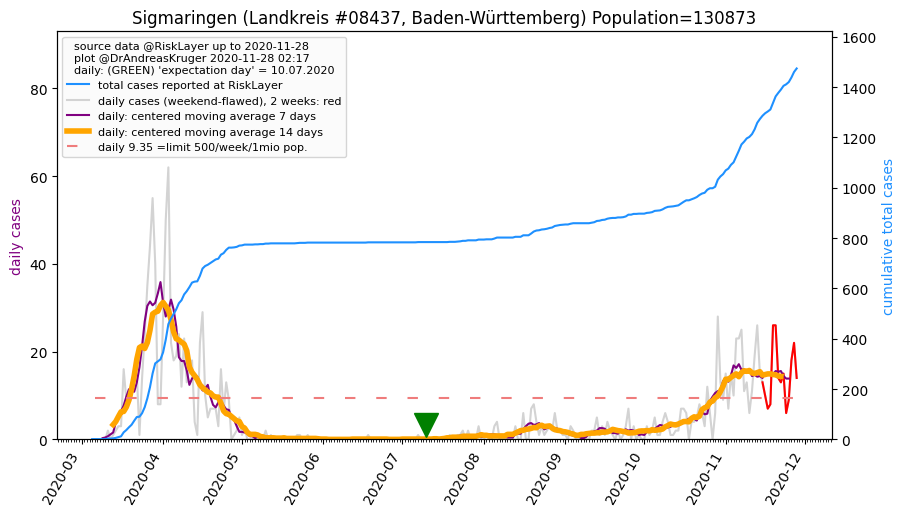 Sigmaringen (Landkreis #08437, Baden-Württemberg) Population=130873
source data @RiskLayer up to 2020-11-28
plot @DrAndreasKruger 2020-11-28 02:17
daily: (GREEN) 'expectation day' = 10.07.2020
total cases reported at RiskLayer
daily cases (weekend-flawed), 2 weeks: red
daily: centered moving average 7 days
daily: centered moving average 14 days
daily 9.35 =limit 500/week/1mio pop.
daily cases
80
60
40
20
0
cumulative total cases
1600
1400
1200
1000
800
600
400
200
0
2020-03
2020-04
2020-05
2020-06
2020-07
2020-08
2020-09
2020-10
2020-11
2020-12